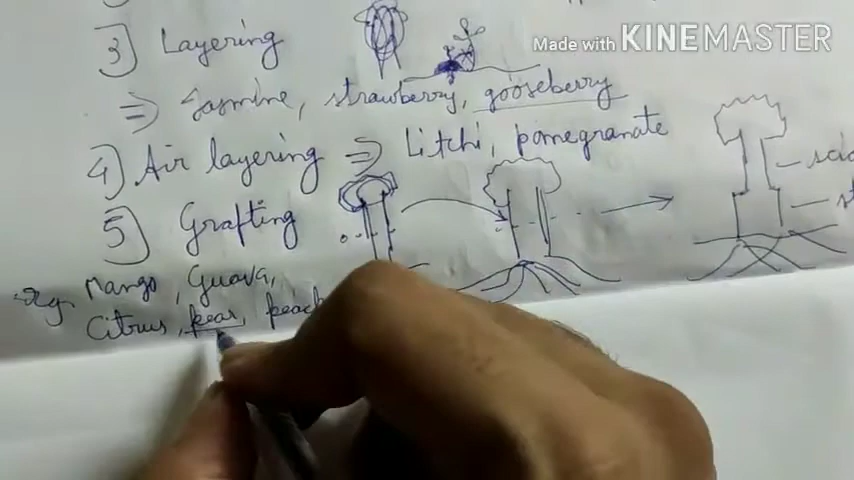 Made with KINEMASTER
3] Layering
=> Jasmine, strawberry, gooseberry
4] Air layering => Litchi, pomegranate
5] Grafting
eg. Mango, Guava,
Citrus, pear, peach